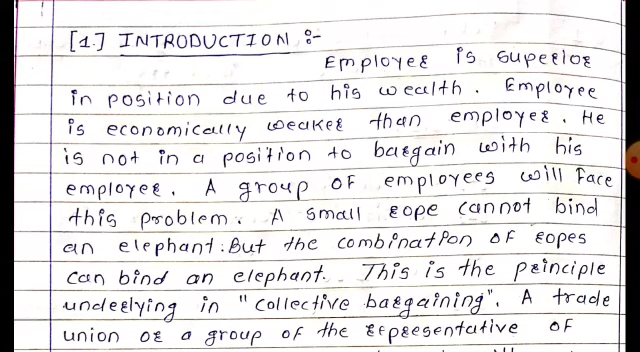 [1.] INTRODUCTION :-
Employer is superior
in position due to his wealth. Employee
is economically weaker than employer. He
is not in a position to bargain with his
employer. A group of employees will face
this problem. A small rope cannot bind
an elephant. But the combination of ropes
can bind an elephant. This is the principle
underlying in "collective bargaining". A trade
union or a group of the representative of